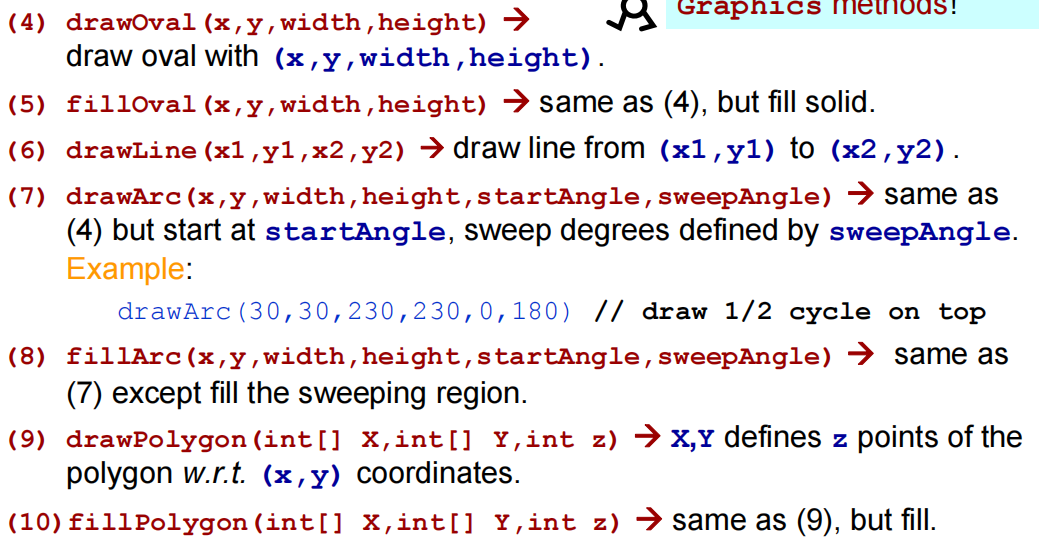 Graphics methods!
(4) drawOval(x,y,width,height) →
draw oval with (x,y,width,height).
(5) fillOval(x,y,width,height) → same as (4), but fill solid.
(6) drawLine(x1,y1,x2,y2) → draw line from (x1,y1) to (x2,y2).
(7) drawArc(x,y,width,height,startAngle,sweepAngle) → same as
(4) but start at startAngle, sweep degrees defined by sweepAngle.
Example:
drawArc(30,30,230,230,0,180) // draw 1/2 cycle on top
(8) fillArc(x,y,width,height,startAngle,sweepAngle) → same as
(7) except fill the sweeping region.
(9) drawPolygon(int[] X,int[] Y,int z) → X,Y defines z points of the
polygon w.r.t. (x,y) coordinates.
(10) fillPolygon(int[] X,int[] Y,int z) → same as (9), but fill.